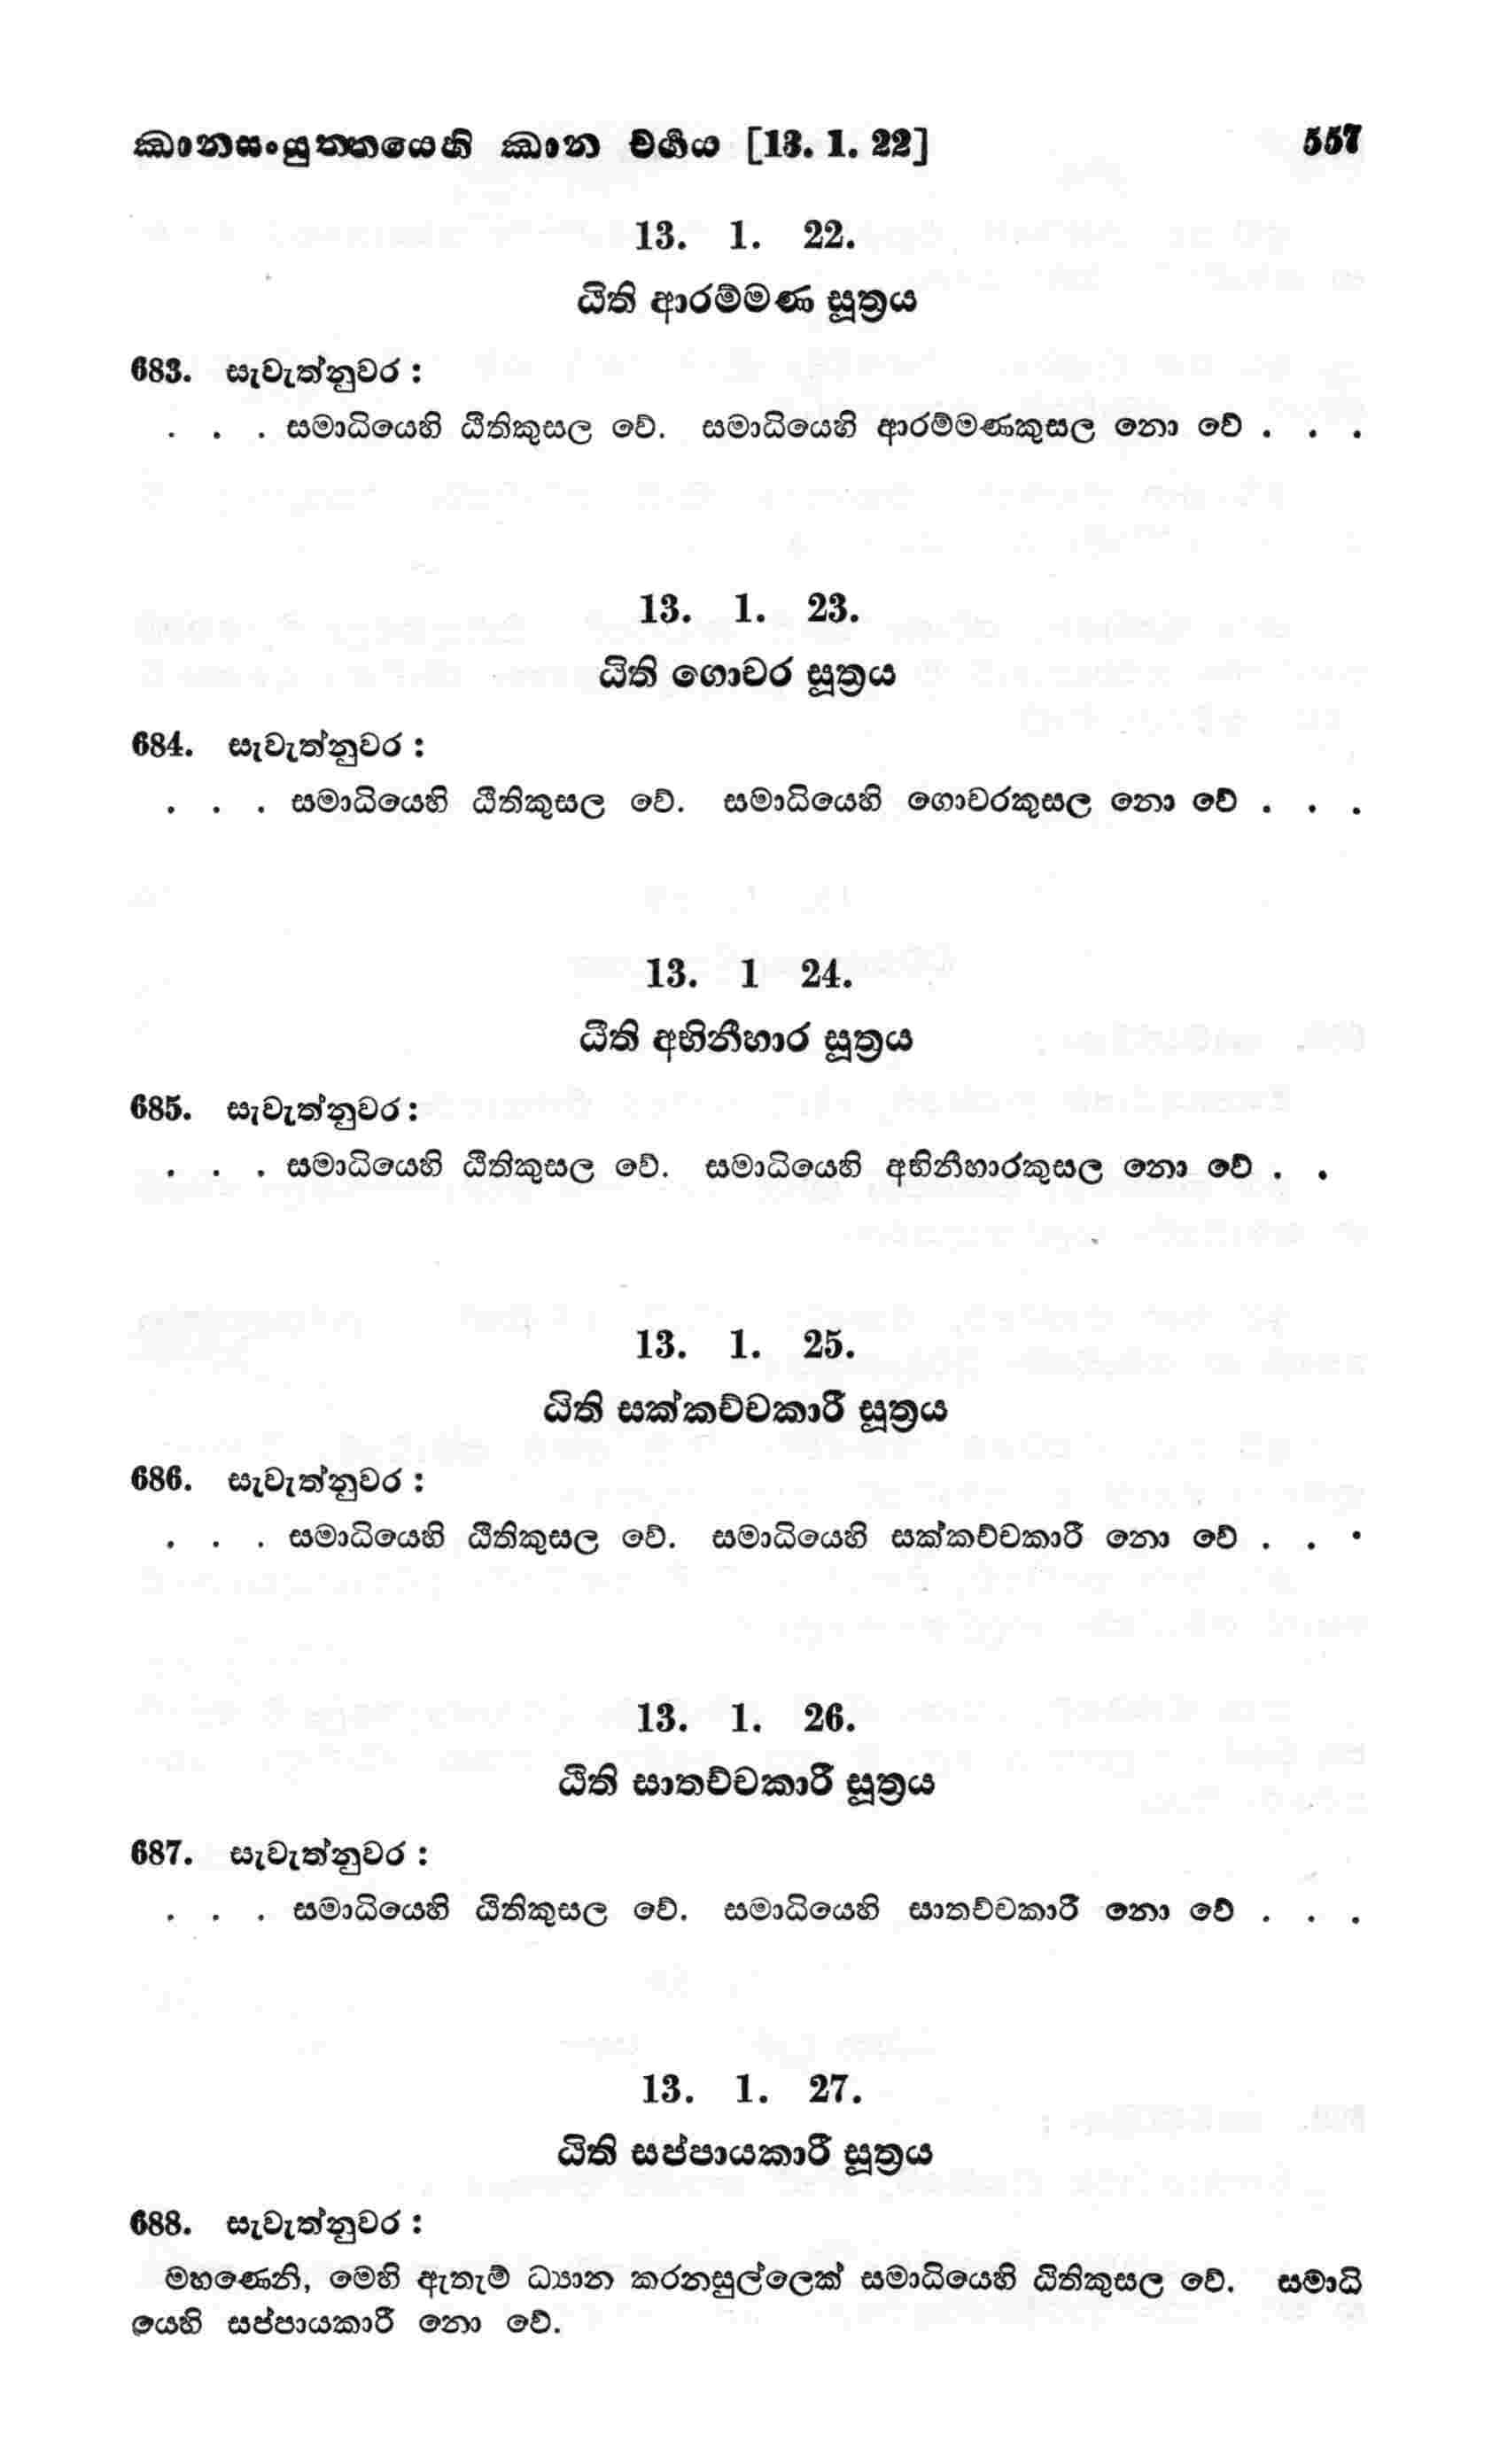 ඣානසංයුත්තයෙහි ඣාන වර්‍ගය [13. 1. 22] 557
13. 1. 22.
ඨිති ආරම්මණ සූත්‍රය
683. සැවැත්නුවර :
. . . සමාධියෙහි ඨිතිකුසල වේ. සමාධියෙහි ආරම්මණකුසල නො වේ . . .
13. 1. 23.
ඨිති ගොචර සූත්‍රය
684. සැවැත්නුවර :
. . . සමාධියෙහි ඨිතිකුසල වේ. සමාධියෙහි ගොචරකුසල නො වේ . . .
13. 1 24.
ඨිති අභිනීහාර සූත්‍රය
685. සැවැත්නුවර :
. . . සමාධියෙහි ඨිතිකුසල වේ. සමාධියෙහි අභිනීහාරකුසල නො වේ . .
13. 1. 25.
ඨිති සක්කච්චකාරී සූත්‍රය
686. සැවැත්නුවර :
. . . සමාධියෙහි ඨිතිකුසල වේ. සමාධියෙහි සක්කච්චකාරී නො වේ . . .
13. 1. 26.
ඨිති සාතච්චකාරී සූත්‍රය
687. සැවැත්නුවර :
. . . සමාධියෙහි ඨිතිකුසල වේ. සමාධියෙහි සාතච්චකාරී නො වේ . . .
13. 1. 27.
ඨිති සප්පායකාරී සූත්‍රය
688. සැවැත්නුවර :
මහණෙනි, මෙහි ඇතැම් ධ්‍යාන කරනසුල්ලෙක් සමාධියෙහි ඨිතිකුසල වේ. සමාධි
යෙහි සප්පායකාරී නො වේ.